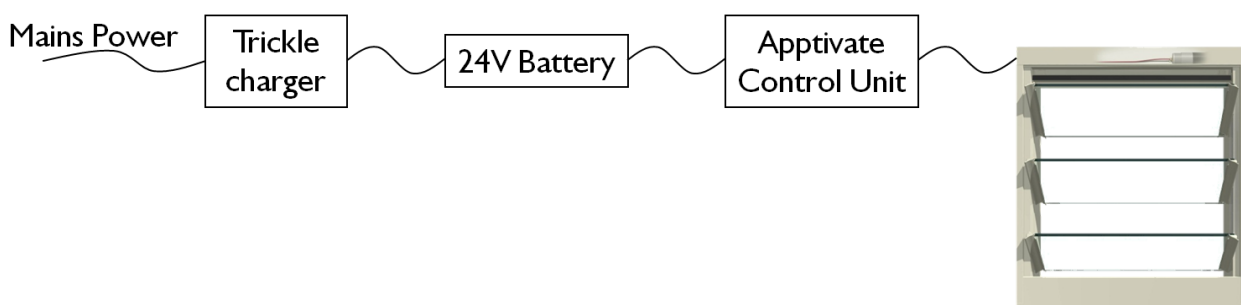 Mains Power
Trickle
charger
24V Battery
Apptivate
Control Unit